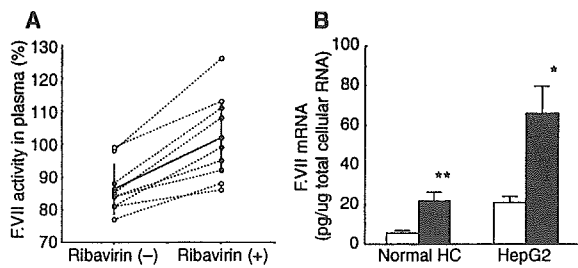 A
F.VII activity in plasma (%)
130
120
110
100
90
80
70
Ribavirin (–)
Ribavirin (+)
B
F.VII mRNA
(pg/ug total cellular RNA)
100
80
60
40
20
0
**
*
Normal HC
HepG2